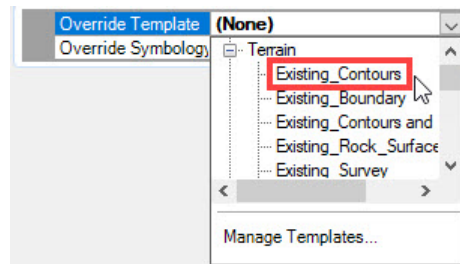 Override Template (None)
Override Symbology
Terrain
Existing_Contours
Existing_Boundary
Existing_Contours and
Existing_Rock_Surface
Existing_Survey
Manage Templates...